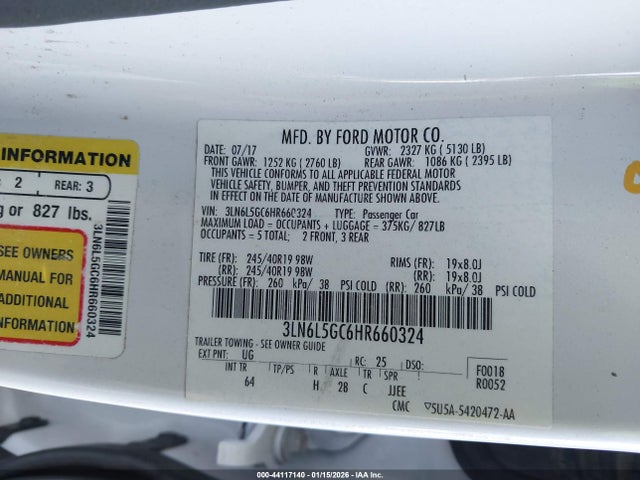 INFORMATION
2 REAR: 3
g or 827 lbs.
SEE OWNERS
MANUAL FOR
ADDITIONAL
INFORMATION
3LN6L5GC6HR660324
MFD. BY FORD MOTOR CO.
DATE: 07/17 GVWR: 2327 KG ( 5130 LB)
FRONT GAWR: 1252 KG ( 2760 LB) REAR GAWR: 1086 KG ( 2395 LB)
THIS VEHICLE CONFORMS TO ALL APPLICABLE FEDERAL MOTOR
VEHICLE SAFETY, BUMPER, AND THEFT PREVENTION STANDARDS
IN EFFECT ON THE DATE OF MANUFACTURE SHOWN ABOVE.
VIN: 3LN6L5GC6HR660324 TYPE: Passenger Car
MAXIMUM LOAD = OCCUPANTS + LUGGAGE = 375KG/ 827LB
OCCUPANTS = 5 TOTAL; 2 FRONT, 3 REAR
TIRE (FR): 245/40R19 98W RIMS (FR): 19x8.0J
(RR): 245/40R19 98W (RR): 19x8.0J
PRESSURE (FR): 260 kPa/ 38 PSI COLD (RR): 260 kPa/ 38 PSI COLD
3LN6L5GC6HR660324
TRAILER TOWING - SEE OWNER GUIDE
EXT PNT: UG RC: 25 DSO: F0018
INT TR TP/PS R AXLE TR SPR R0052
64 H 28 C JJEE
CMC ▽5U5A-5420472-AA
000-44117140 - 01/15/2026 - IAAI.COM